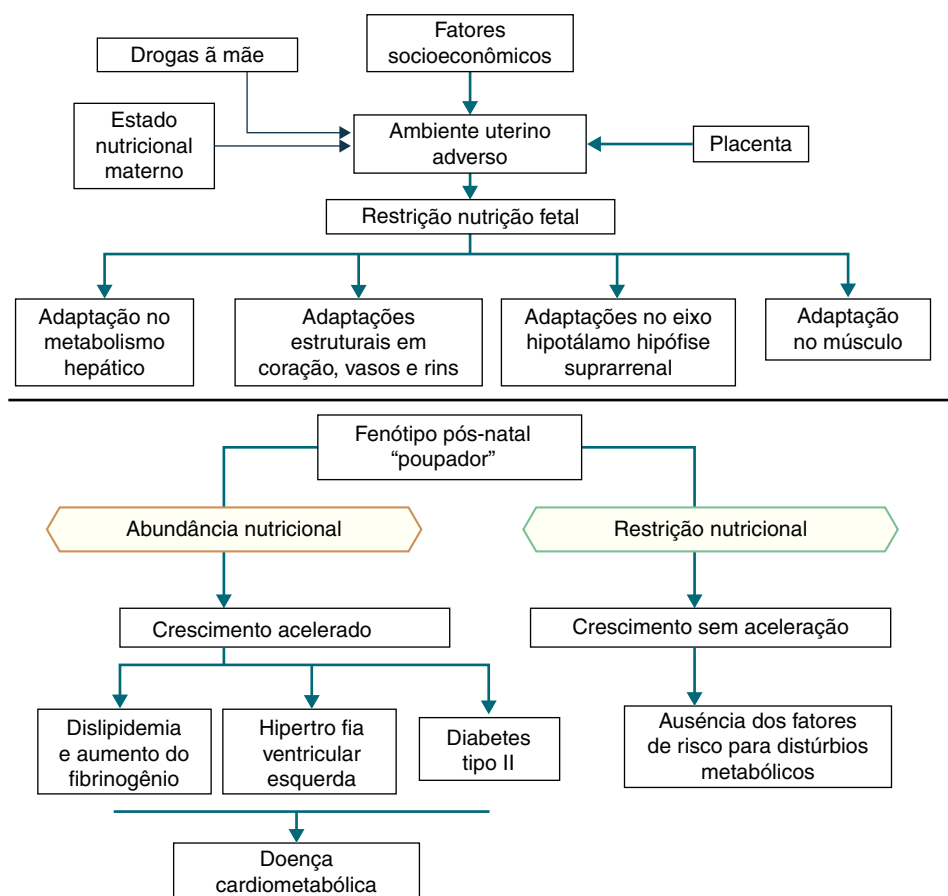 Drogas ã mãe
Fatores
socioeconômicos
Estado
nutricional
materno
Ambiente uterino
adverso
Placenta
Restrição nutrição fetal
Adaptação no
metabolismo
hepático
Adaptações
estruturais em
coração, vasos e rins
Adaptações no eixo
hipotálamo hipófise
suprarrenal
Adaptação
no músculo
Fenótipo pós-natal
“poupador”
Abundância nutricional
Restrição nutricional
Crescimento acelerado
Crescimento sem aceleração
Dislipidemia
e aumento do
fibrinogênio
Hipertro fia
ventricular
esquerda
Diabetes
tipo II
Auséncia dos fatores
de risco para distúrbios
metabólicos
Doença
cardiometabólica